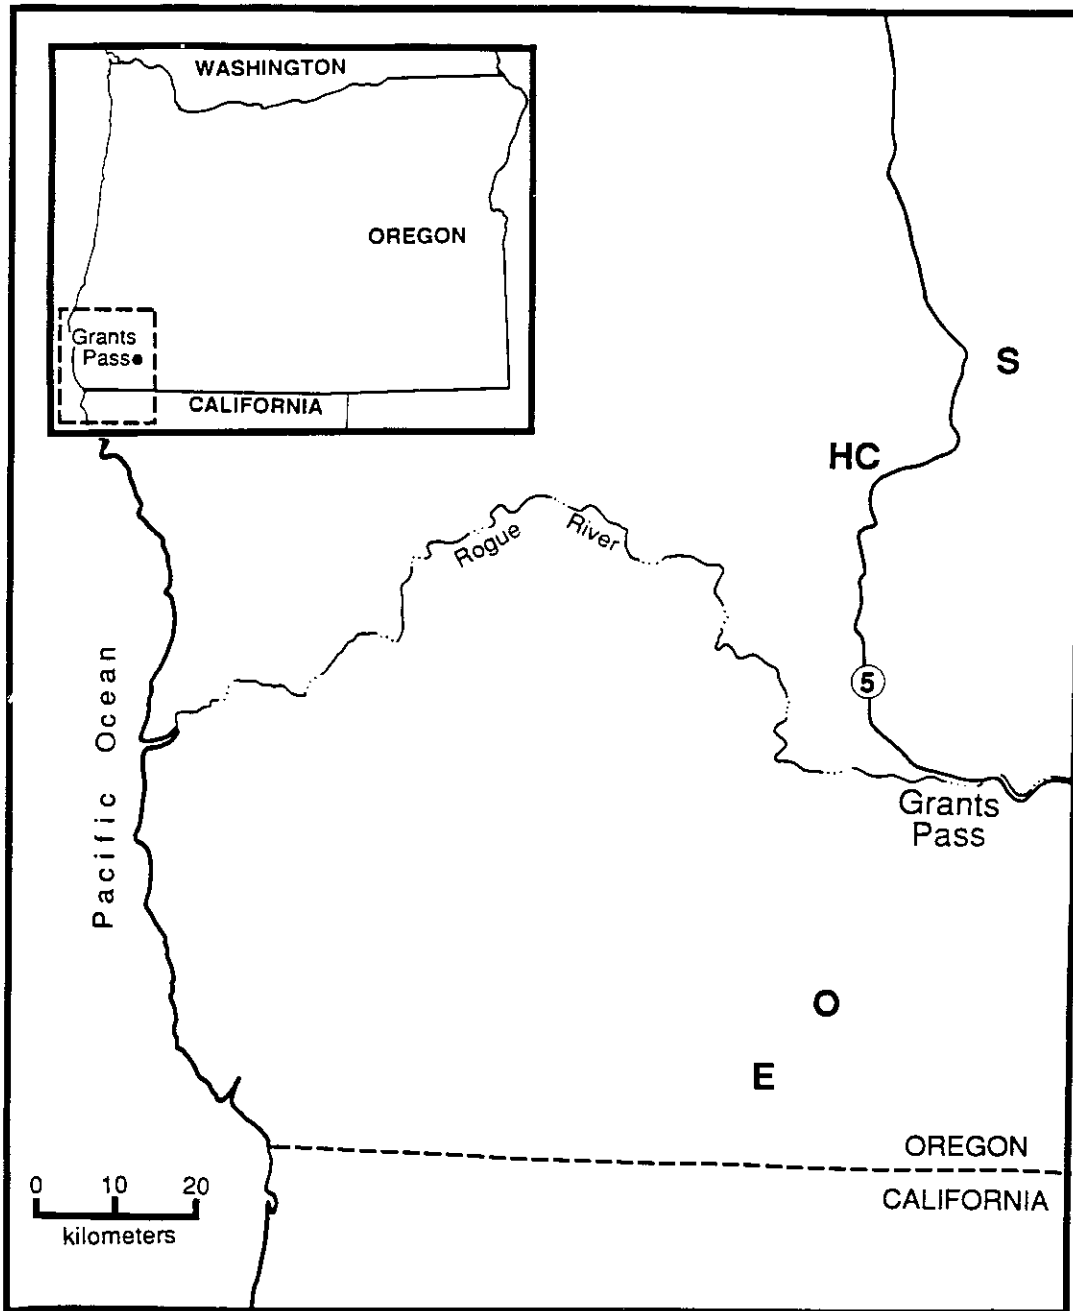 WASHINGTON
OREGON
Grants
Pass
CALIFORNIA
S
HC
Rogue River
Pacific Ocean
5
Grants
Pass
O
E
OREGON
CALIFORNIA
0 10 20
kilometers